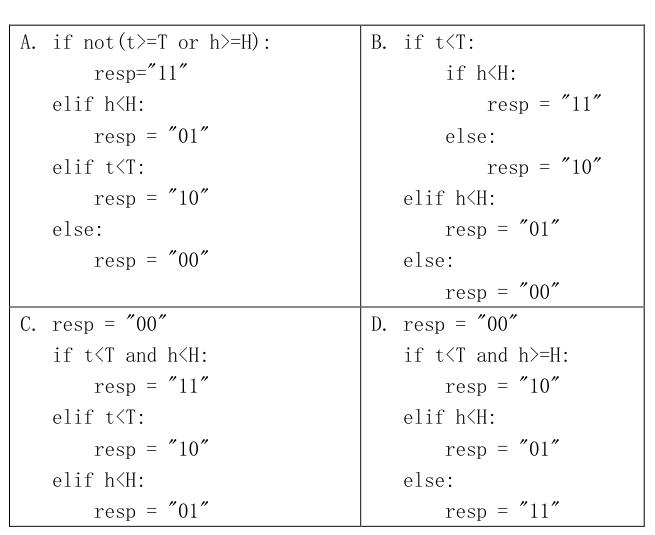 A. if not(t>=T or h>=H):
resp="11"
elif h<H:
resp = "01"
elif t<T:
resp = "10"
else:
resp = "00"
B. if t<T:
if h<H:
resp = "11"
else:
resp = "10"
elif h<H:
resp = "01"
else:
resp = "00"
C. resp = "00"
if t<T and h<H:
resp = "11"
elif t<T:
resp = "10"
elif h<H:
resp = "01"
D. resp = "00"
if t<T and h>=H:
resp = "10"
elif h<H:
resp = "01"
else:
resp = "11"